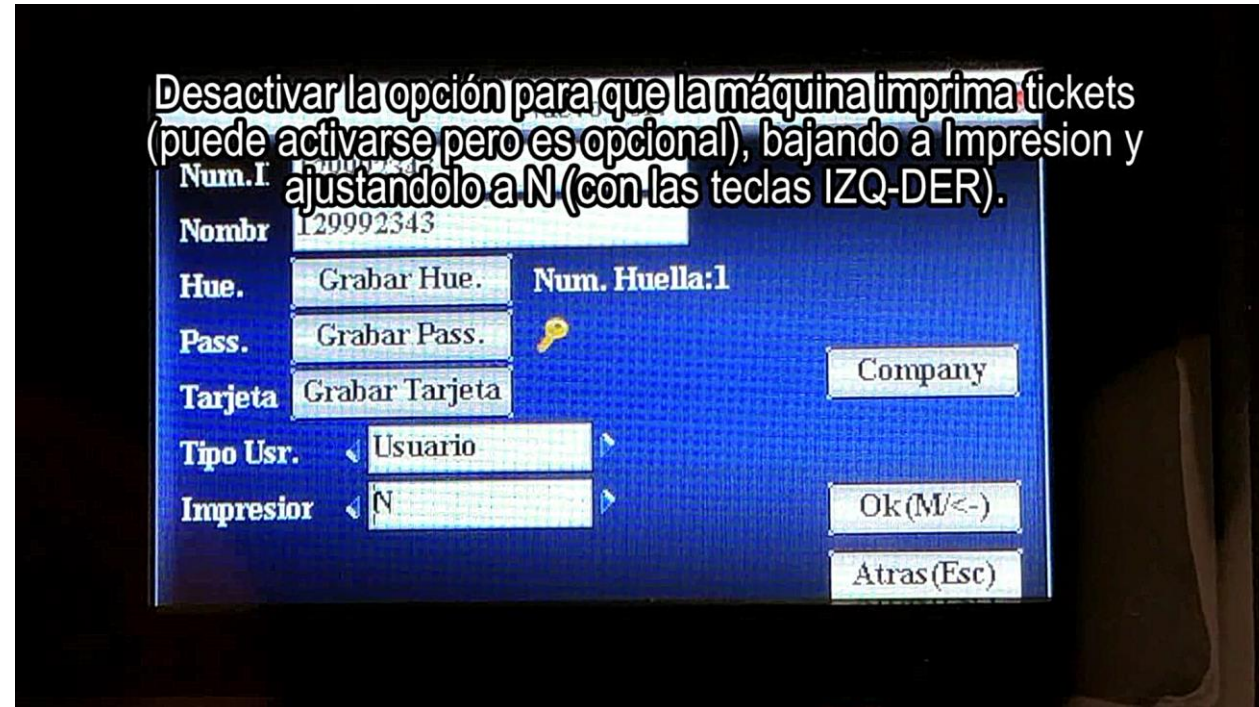 Desactivar la opción para que la máquina imprima tickets
(puede activarse pero es opcional), bajando a Impresion y
ajustandolo a N (con las teclas IZQ-DER).
Num.I
Nombr 129992343
Hue. Grabar Hue. Num. Huella:1
Pass. Grabar Pass.
Company
Tarjeta Grabar Tarjeta
Tipo Usr. Usuario
Impresior N Ok(M/<-)
Atras(Esc)